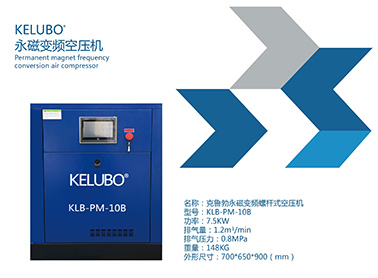 KELUBO®
永磁变频空压机
Permanent magnet frequency
conversion air compressor
KELUBO®
KLB-PM-10B
名称：克鲁勃永磁变频螺杆式空压机
型号：KLB-PM-10B
功率：7.5KW
排气量：1.2m³/min
排气压力：0.8MPa
重量：148KG
外形尺寸：700*650*900（mm）